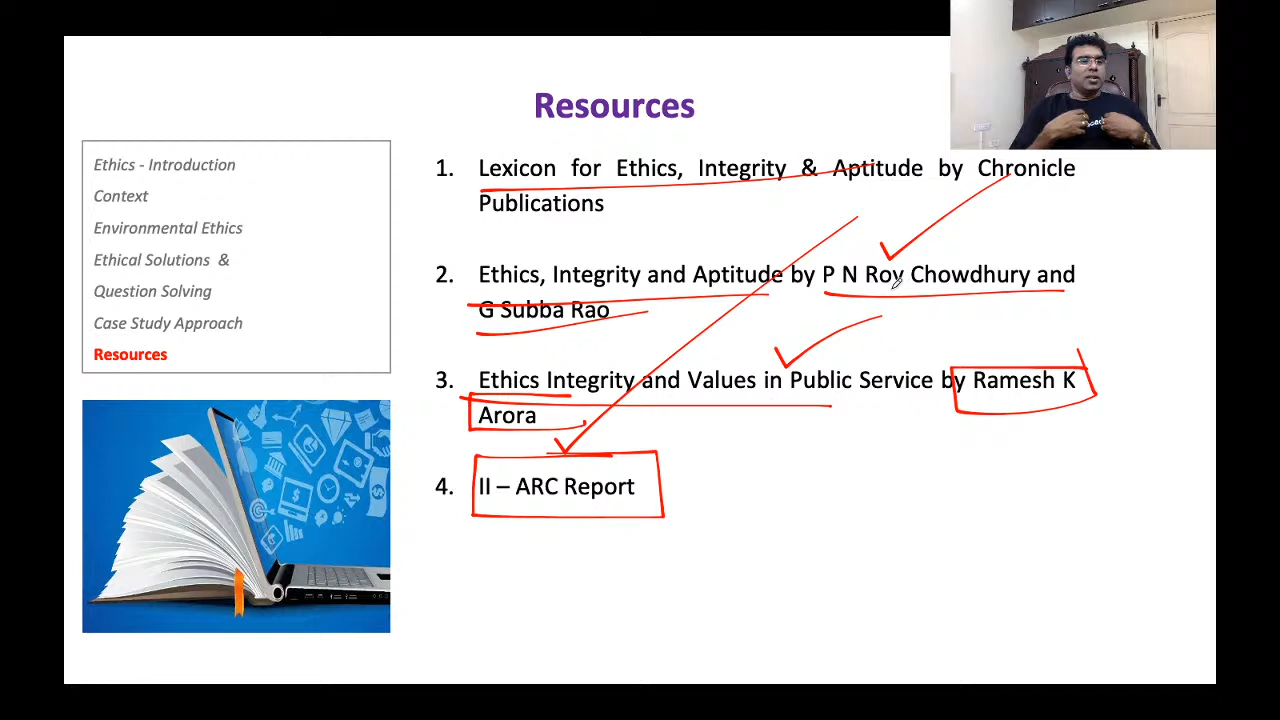 Resources
Ethics - Introduction
Context
Environmental Ethics
Ethical Solutions &
Question Solving
Case Study Approach
Resources
1. Lexicon for Ethics, Integrity & Aptitude by Chronicle
Publications
2. Ethics, Integrity and Aptitude by P N Roy Chowdhury and
G Subba Rao
3. Ethics Integrity and Values in Public Service by Ramesh K
Arora
4. II – ARC Report